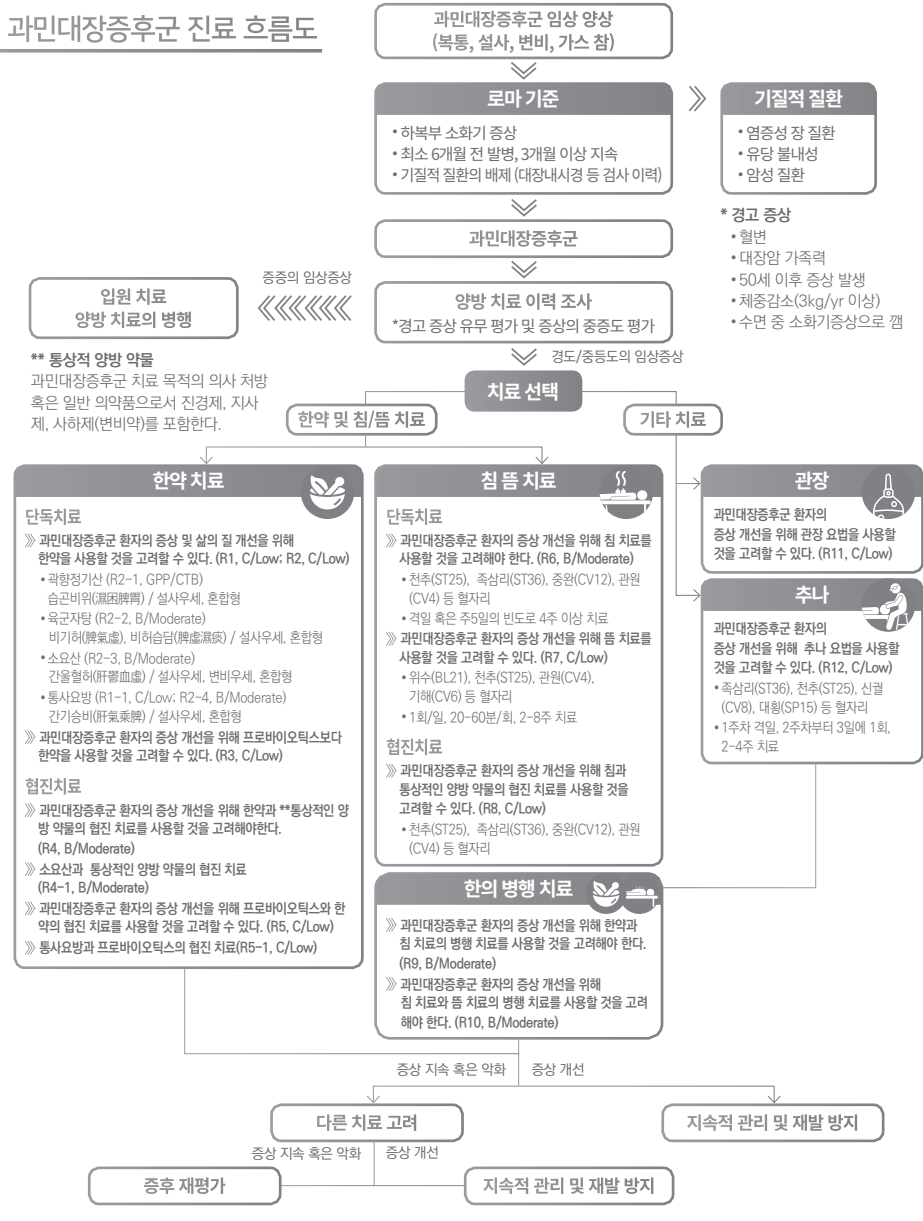 과민대장증후군 진료 흐름도
과민대장증후군 임상 양상
(복통, 설사, 변비, 가스 참)
로마 기준
• 하복부 소화기 증상
• 최소 6개월 전 발병, 3개월 이상 지속
• 기질적 질환의 배제 (대장내시경 등 검사 이력)
기질적 질환
• 염증성 장 질환
• 유당 불내성
• 암성 질환
* 경고 증상
• 혈변
• 대장암 가족력
• 50세 이후 증상 발생
• 체중감소(3kg/yr 이상)
• 수면 중 소화기증상으로 깸
과민대장증후군
중증의 임상증상
입원 치료
양방 치료의 병행
양방 치료 이력 조사
*경고 증상 유무 평가 및 증상의 중증도 평가
** 통상적 양방 약물
과민대장증후군 치료 목적의 의사 처방
혹은 일반 의약품으로서 진경제, 지사
제, 사하제(변비약)를 포함한다.
경도/중등도의 임상증상
치료 선택
한약 및 침/뜸 치료
기타 치료
한약 치료
단독치료
》 과민대장증후군 환자의 증상 및 삶의 질 개선을 위해
한약을 사용할 것을 고려할 수 있다. (R1, C/Low; R2, C/Low)
• 곽향정기산 (R2-1, GPP/CTB)
습곤비위(濕困脾胃) / 설사우세, 혼합형
• 육군자탕 (R2-2, B/Moderate)
비기허(脾氣虛), 비허습담(脾虛濕痰) / 설사우세, 혼합형
• 소요산 (R2-3, B/Moderate)
간울혈허(肝鬱血虛) / 설사우세, 변비우세, 혼합형
• 통사요방 (R1-1, C/Low; R2-4, B/Moderate)
간기승비(肝氣乘脾) / 설사우세, 혼합형
》 과민대장증후군 환자의 증상 개선을 위해 프로바이오틱스보다
한약을 사용할 것을 고려할 수 있다. (R3, C/Low)
협진치료
》 과민대장증후군 환자의 증상 개선을 위해 한약과 **통상적인 양
방 약물의 협진 치료를 사용할 것을 고려해야한다.
(R4, B/Moderate)
》 소요산과 통상적인 양방 약물의 협진 치료
(R4-1, B/Moderate)
》 과민대장증후군 환자의 증상 개선을 위해 프로바이오틱스와 한
약의 협진 치료를 사용할 것을 고려할 수 있다. (R5, C/Low)
》 통사요방과 프로바이오틱스의 협진 치료(R5-1, C/Low)
침 뜸 치료
단독치료
》 과민대장증후군 환자의 증상 개선을 위해 침 치료를
사용할 것을 고려해야 한다. (R6, B/Moderate)
• 천추(ST25), 족삼리(ST36), 중완(CV12), 관원
(CV4) 등 혈자리
• 격일 혹은 주5일의 빈도로 4주 이상 치료
》 과민대장증후군 환자의 증상 개선을 위해 뜸 치료를
사용할 것을 고려할 수 있다. (R7, C/Low)
• 위수(BL21), 천추(ST25), 관원(CV4),
기해(CV6) 등 혈자리
• 1회/일, 20-60분/회, 2-8주 치료
협진치료
》 과민대장증후군 환자의 증상 개선을 위해 침과
통상적인 양방 약물의 협진 치료를 사용할 것을
고려할 수 있다. (R8, C/Low)
• 천추(ST25), 족삼리(ST36), 중완(CV12), 관원
(CV4) 등 혈자리
관장
과민대장증후군 환자의
증상 개선을 위해 관장 요법을 사용할
것을 고려할 수 있다. (R11, C/Low)
추나
과민대장증후군 환자의
증상 개선을 위해 추나 요법을 사용할
것을 고려할 수 있다. (R12, C/Low)
• 족삼리(ST36), 천추(ST25), 신궐
(CV8), 대횡(SP15) 등 혈자리
• 1주차 격일, 2주차부터 3일에 1회,
2-4주 치료
한의 병행 치료
》 과민대장증후군 환자의 증상 개선을 위해 한약과
침 치료의 병행 치료를 사용할 것을 고려해야 한다.
(R9, B/Moderate)
》 과민대장증후군 환자의 증상 개선을 위해
침 치료와 뜸 치료의 병행 치료를 사용할 것을 고려
해야 한다. (R10, B/Moderate)
증상 지속 혹은 악화
증상 개선
다른 치료 고려
지속적 관리 및 재발 방지
증상 지속 혹은 악화
증상 개선
증후 재평가
지속적 관리 및 재발 방지